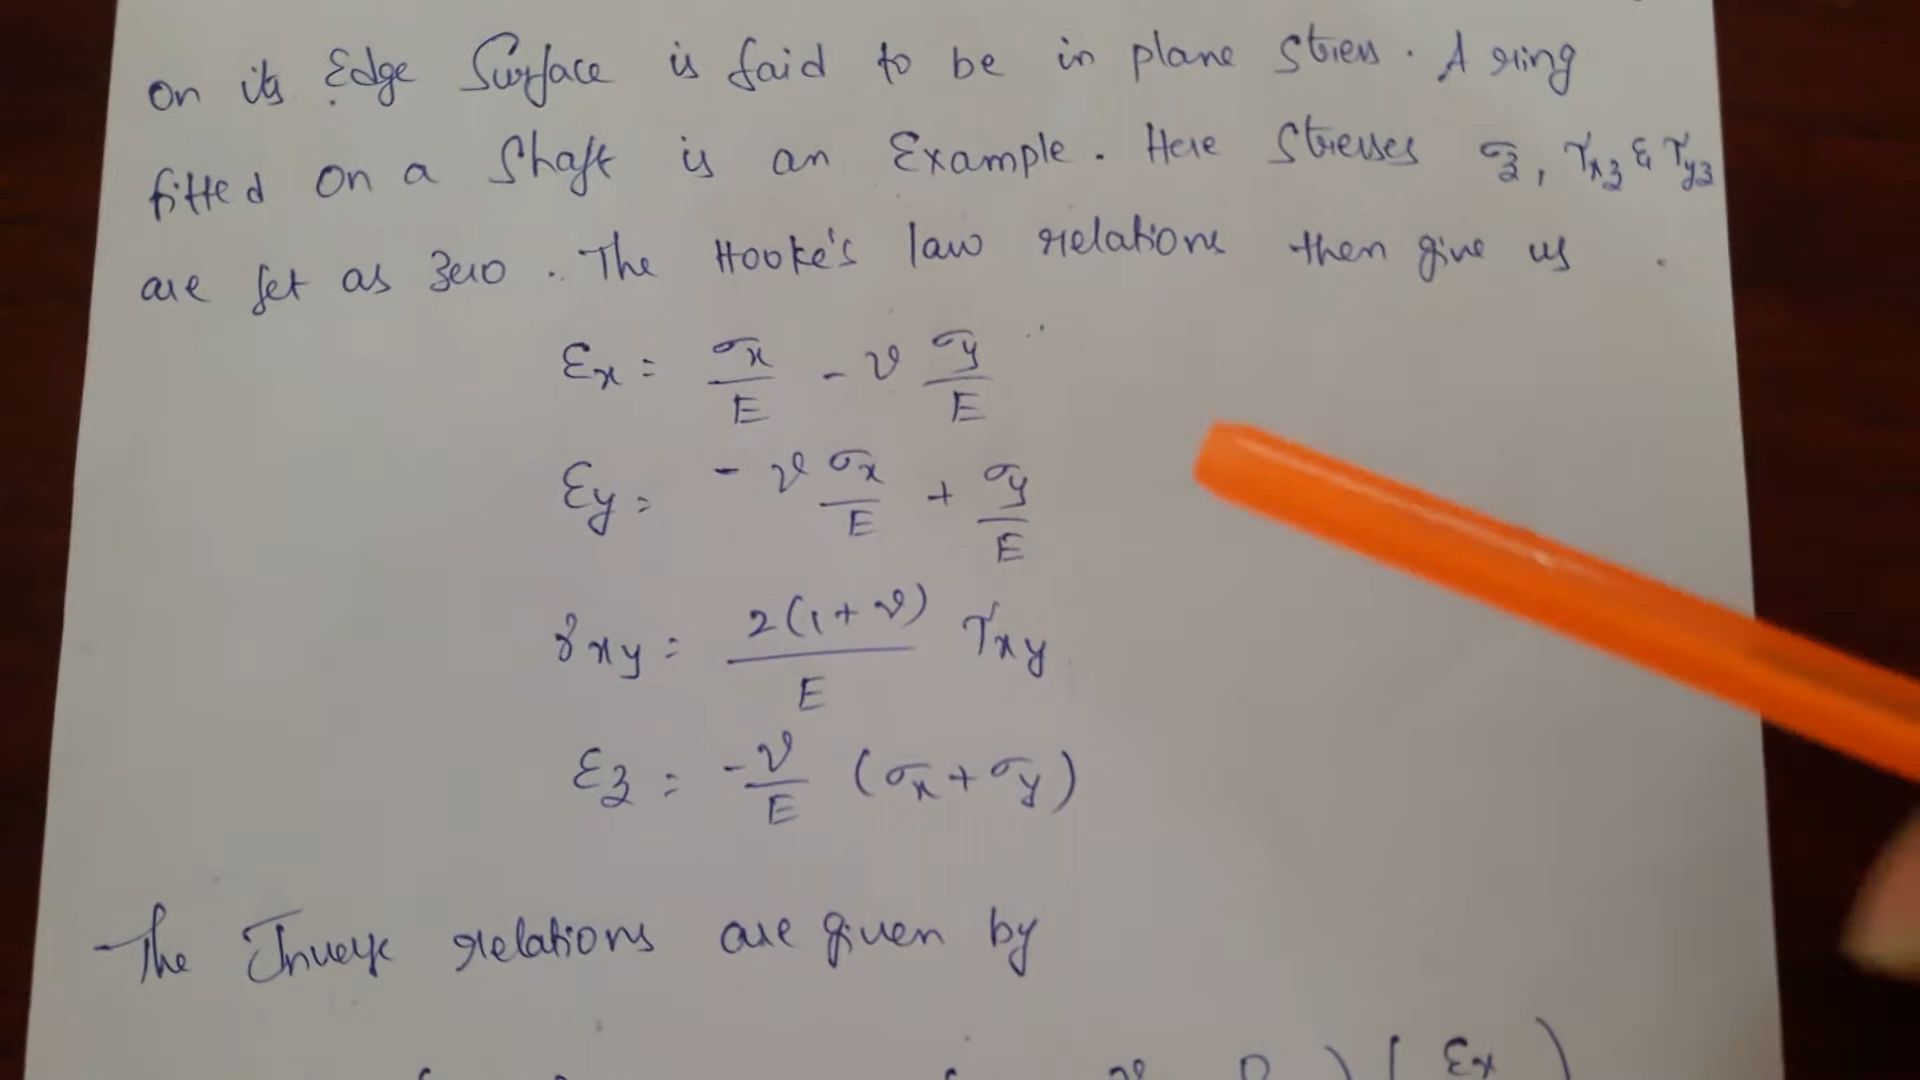 on its Edge Surface is said to be in plane stress. A ring
fitted on a shaft is an Example. Here stresses σz, τxz & τyz
are set as zero. The Hooke's law relations then give us
εx = σx/E - ν σy/E
εy = -ν σx/E + σy/E
γxy = 2(1+ν)/E τxy
εz = -ν/E (σx+σy)
The Inverse relations are given by
ν 0 ) ( εx )